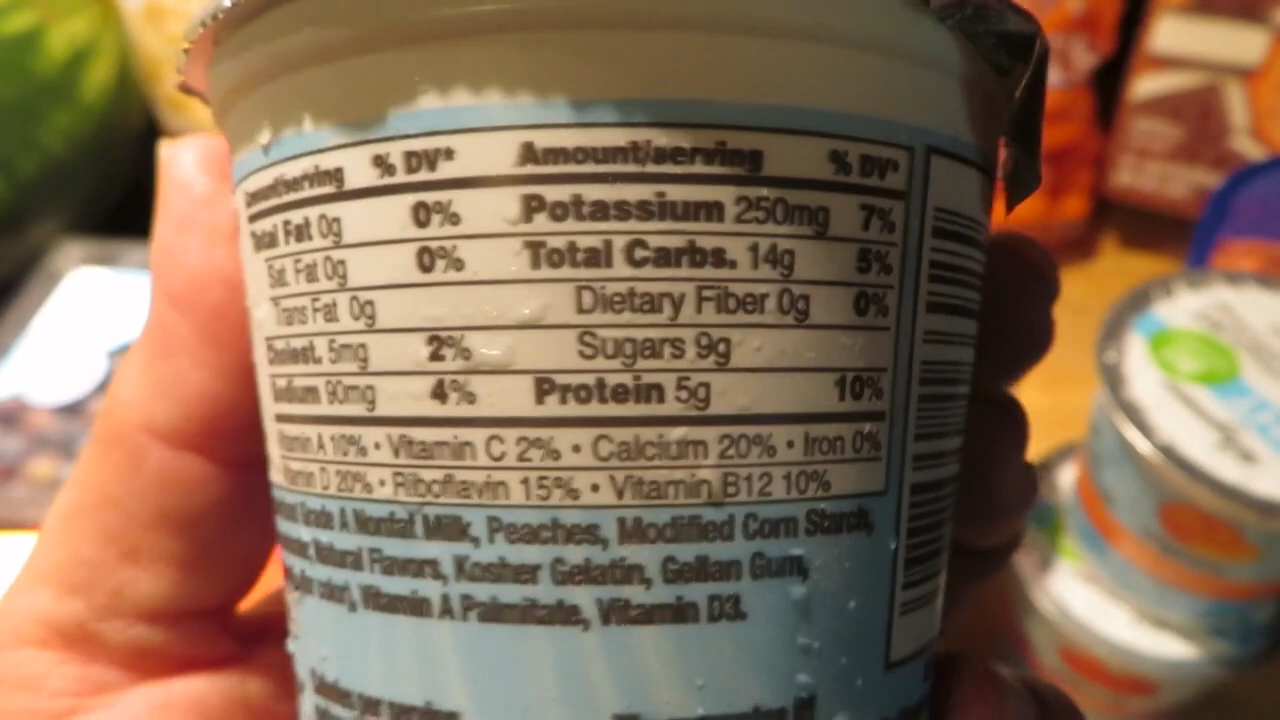 % DV* Amount/serving % DV*
Total Fat 0g 0% Potassium 250mg 7%
Sat. Fat 0g 0% Total Carbs. 14g 5%
Trans Fat 0g Dietary Fiber 0g 0%
Cholest. 5mg 2% Sugars 9g
Sodium 90mg 4% Protein 5g 10%
A 10% • Vitamin C 2% • Calcium 20% • Iron 0%
D 20% • Riboflavin 15% • Vitamin B12 10%
Grade A Nonfat Milk, Peaches, Modified Corn Starch,
Natural Flavors, Kosher Gelatin, Gellan Gum,
color), Vitamin A Palmitate, Vitamin D3.